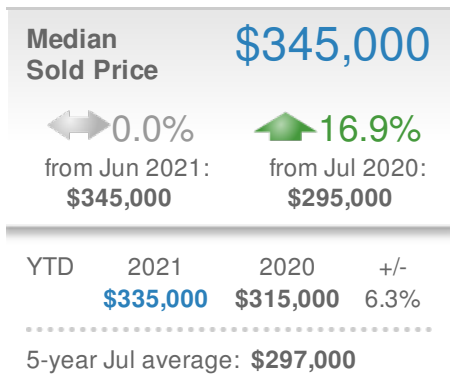 Median $345,000
Sold Price
0.0% 16.9%
from Jun 2021: from Jul 2020:
$345,000 $295,000
YTD 2021 2020 +/-
$335,000 $315,000 6.3%
5-year Jul average: $297,000